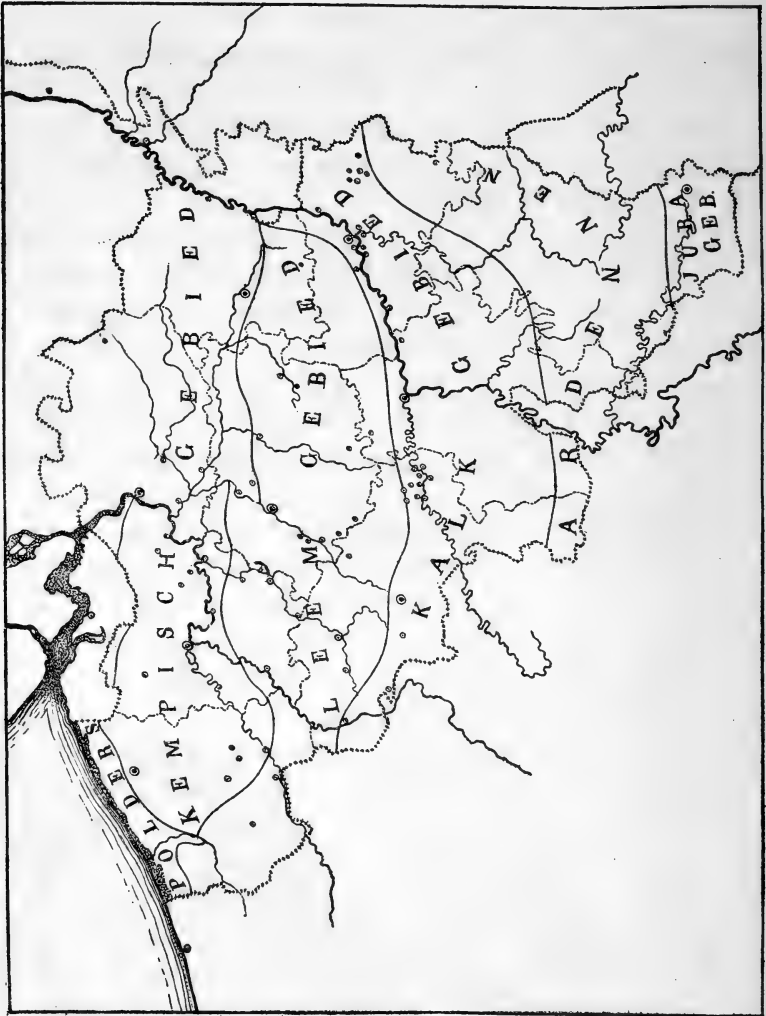 POLDERS
KEMPISCH GEBIED
LEEM GEBIED
KALK GEBIED
ARDENNEN
JURA
GEB.